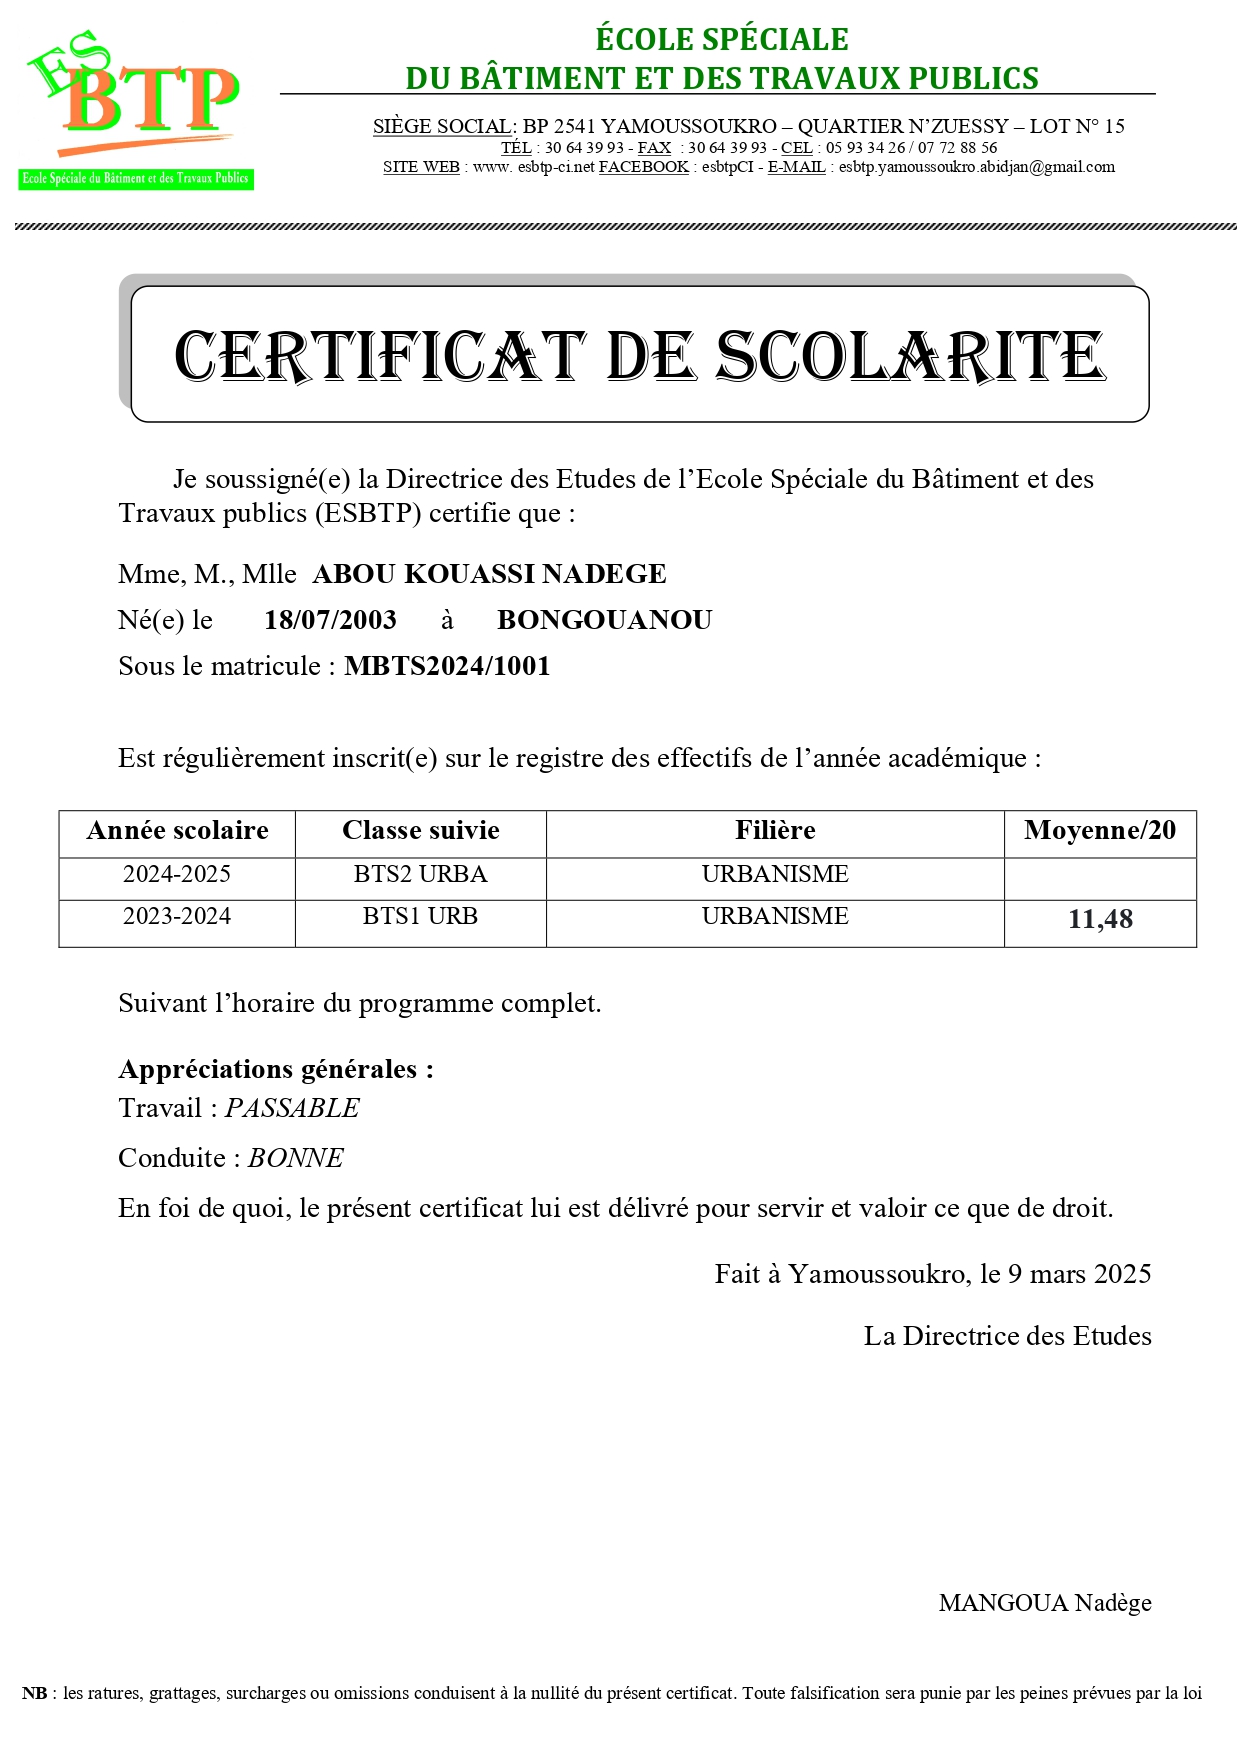 ES
BTP
Ecole Spéciale du Bâtiment et des Travaux Publics
ÉCOLE SPÉCIALE
DU BÂTIMENT ET DES TRAVAUX PUBLICS
SIÈGE SOCIAL: BP 2541 YAMOUSSOUKRO – QUARTIER N'ZUESSY – LOT N° 15
TÉL : 30 64 39 93 - FAX : 30 64 39 93 - CEL : 05 93 34 26 / 07 72 88 56
SITE WEB : www. esbtp-ci.net FACEBOOK : esbtpCI - E-MAIL : esbtp.yamoussoukro.abidjan@gmail.com
CERTIFICAT DE SCOLARITE
Je soussigné(e) la Directrice des Etudes de l'Ecole Spéciale du Bâtiment et des
Travaux publics (ESBTP) certifie que :
Mme, M., Mlle ABOU KOUASSI NADEGE
Né(e) le 18/07/2003 à BONGOUANOU
Sous le matricule : MBTS2024/1001
Est régulièrement inscrit(e) sur le registre des effectifs de l'année académique :
Année scolaire Classe suivie Filière Moyenne/20
2024-2025 BTS2 URBA URBANISME
2023-2024 BTS1 URB URBANISME 11,48
Suivant l'horaire du programme complet.
Appréciations générales :
Travail : PASSABLE
Conduite : BONNE
En foi de quoi, le présent certificat lui est délivré pour servir et valoir ce que de droit.
Fait à Yamoussoukro, le 9 mars 2025
La Directrice des Etudes
MANGOUA Nadège
NB : les ratures, grattages, surcharges ou omissions conduisent à la nullité du présent certificat. Toute falsification sera punie par les peines prévues par la loi